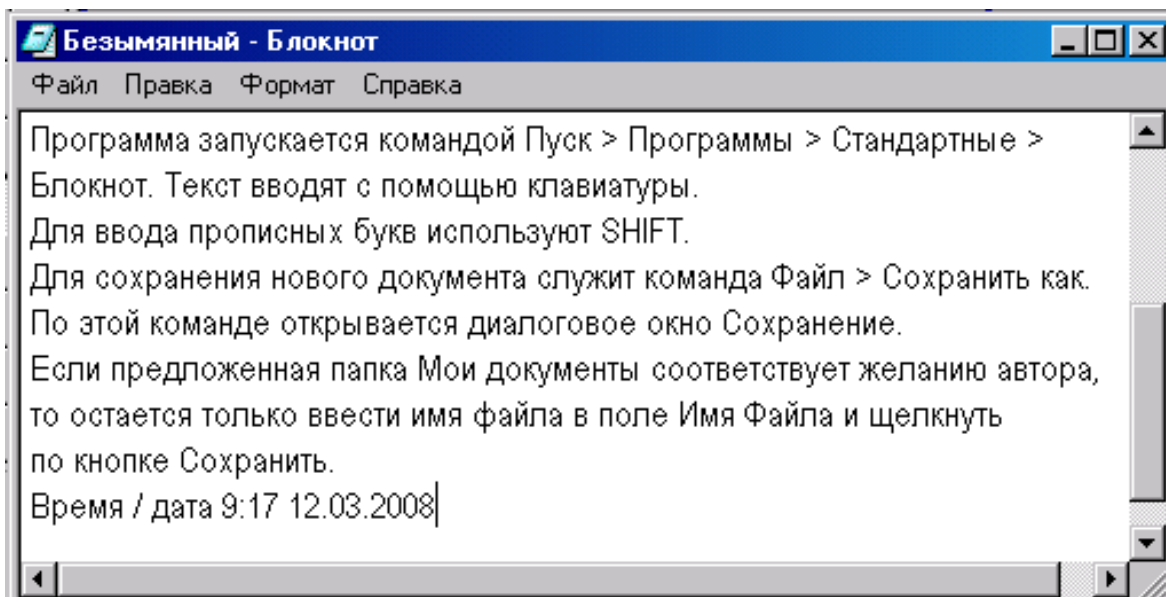 Безымянный - Блокнот
Файл Правка Формат Справка
Программа запускается командой Пуск > Программы > Стандартные >
Блокнот. Текст вводят с помощью клавиатуры.
Для ввода прописных букв используют SHIFT.
Для сохранения нового документа служит команда Файл > Сохранить как.
По этой команде открывается диалоговое окно Сохранение.
Если предложенная папка Мои документы соответствует желанию автора,
то остается только ввести имя файла в поле Имя Файла и щелкнуть
по кнопке Сохранить.
Время / дата 9:17 12.03.2008